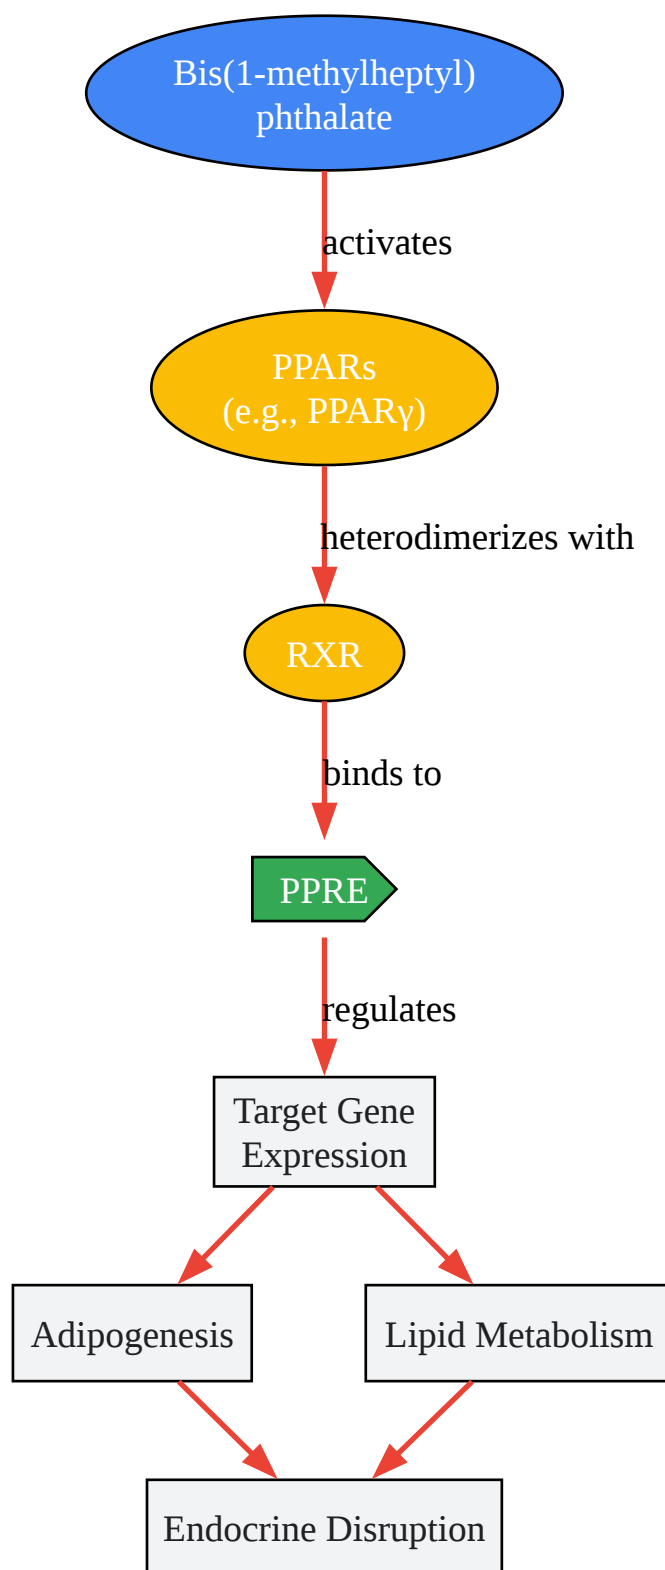 Bis(1-methylheptyl)
phthalate
activates
PPARs
(e.g., PPARγ)
heterodimerizes with
RXR
binds to
PPRE
regulates
Target Gene
Expression
Adipogenesis
Lipid Metabolism
Endocrine Disruption